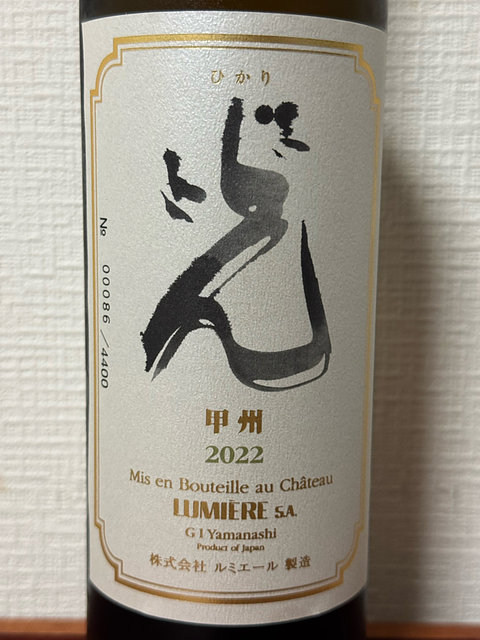 ひかり
光
№ 00086 / 4400
甲州
2022
Mis en Bouteille au Château
LUMIÈRE S.A.
G I Yamanashi
Product of Japan
株式会社 ルミエール 製造